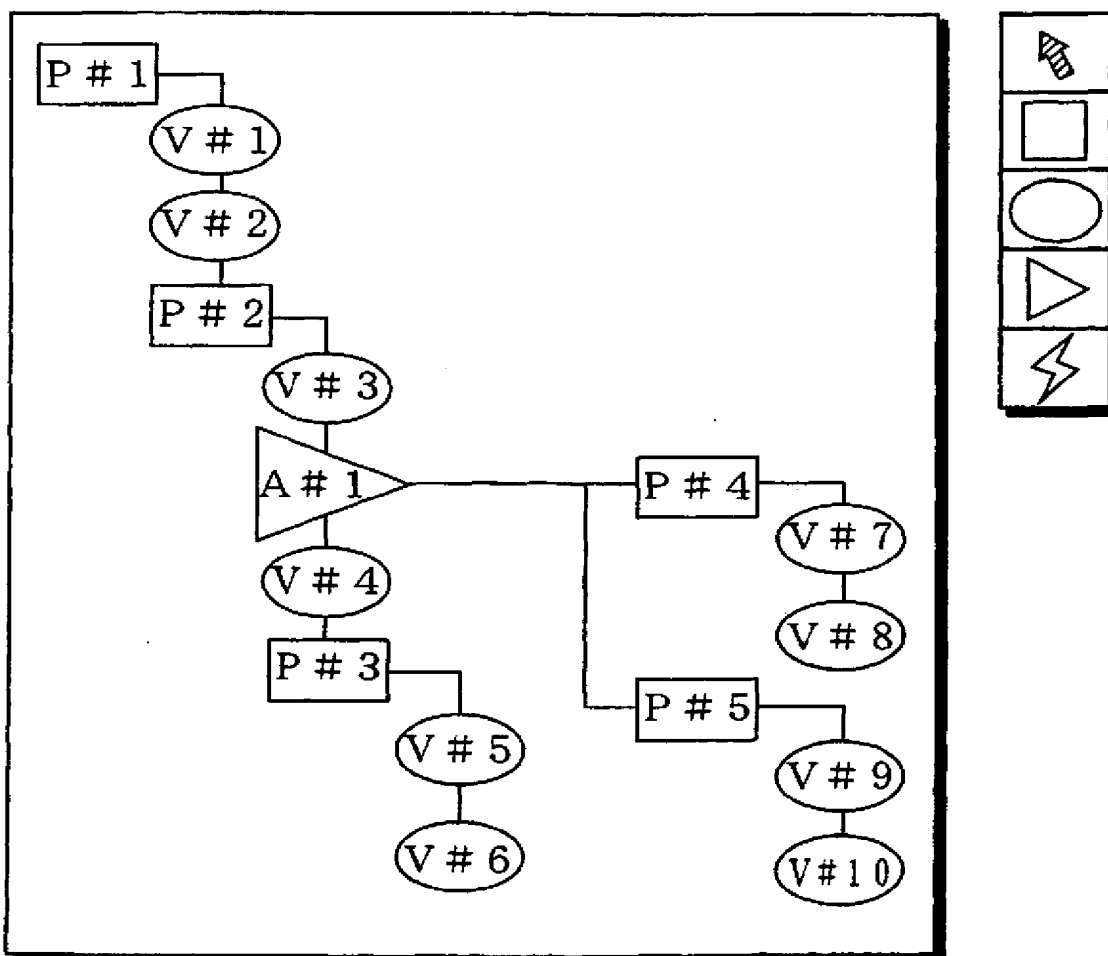 P # 1
V # 1
V # 2
P # 2
V # 3
A # 1
P # 4
V # 7
V # 4
V # 8
P # 3
P # 5
V # 5
V # 9
V # 6
V # 10